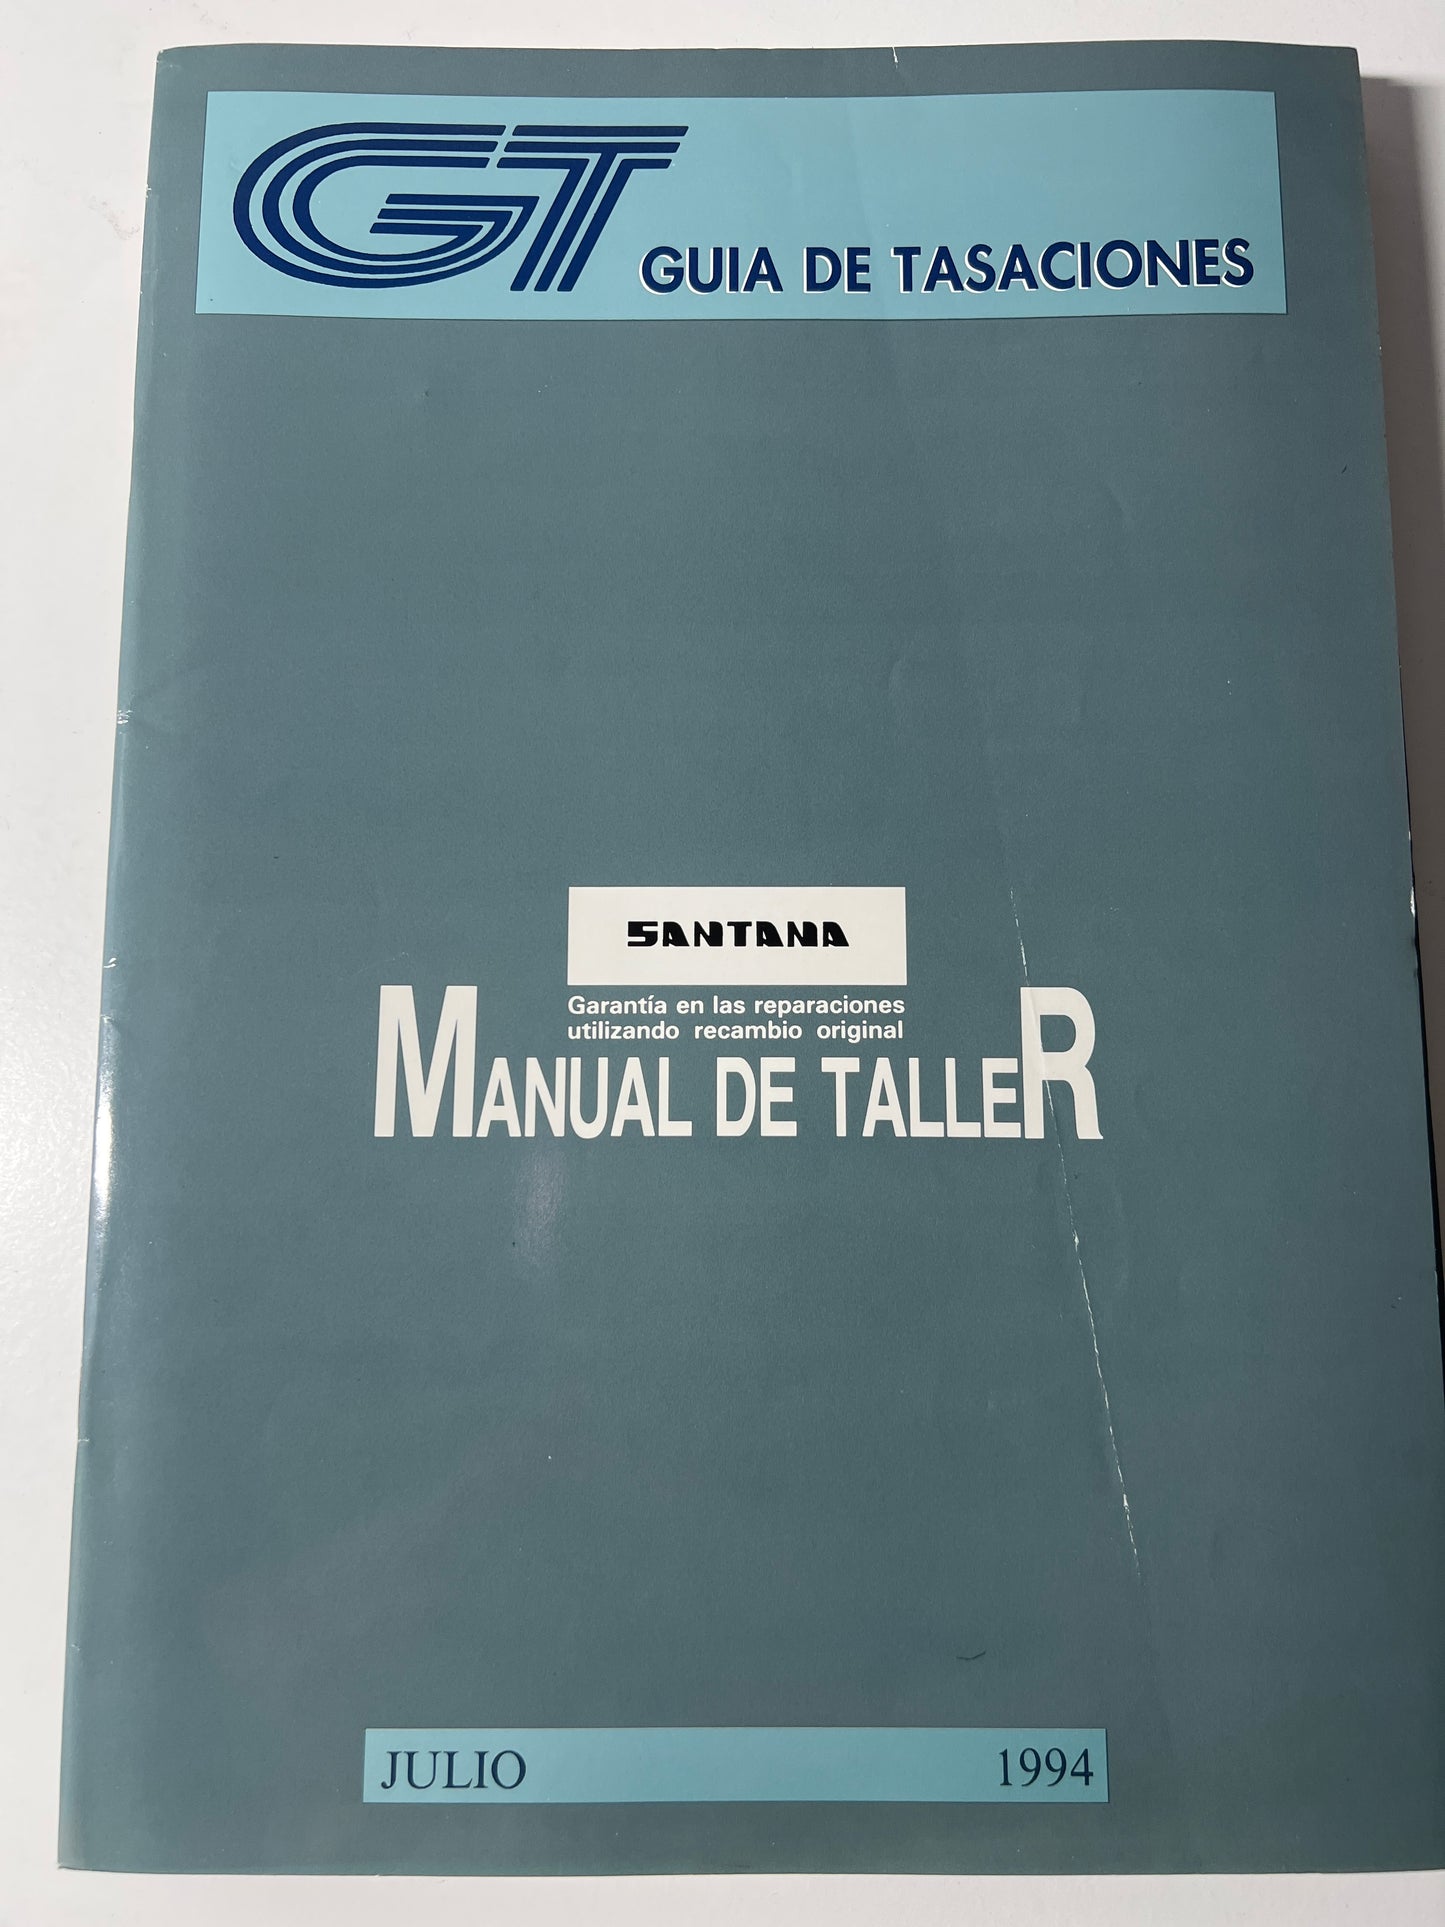 GT GUIA DE TASACIONES
SANTANA
Garantía en las reparaciones
utilizando recambio original
MANUAL DE TALLER
JULIO 1994